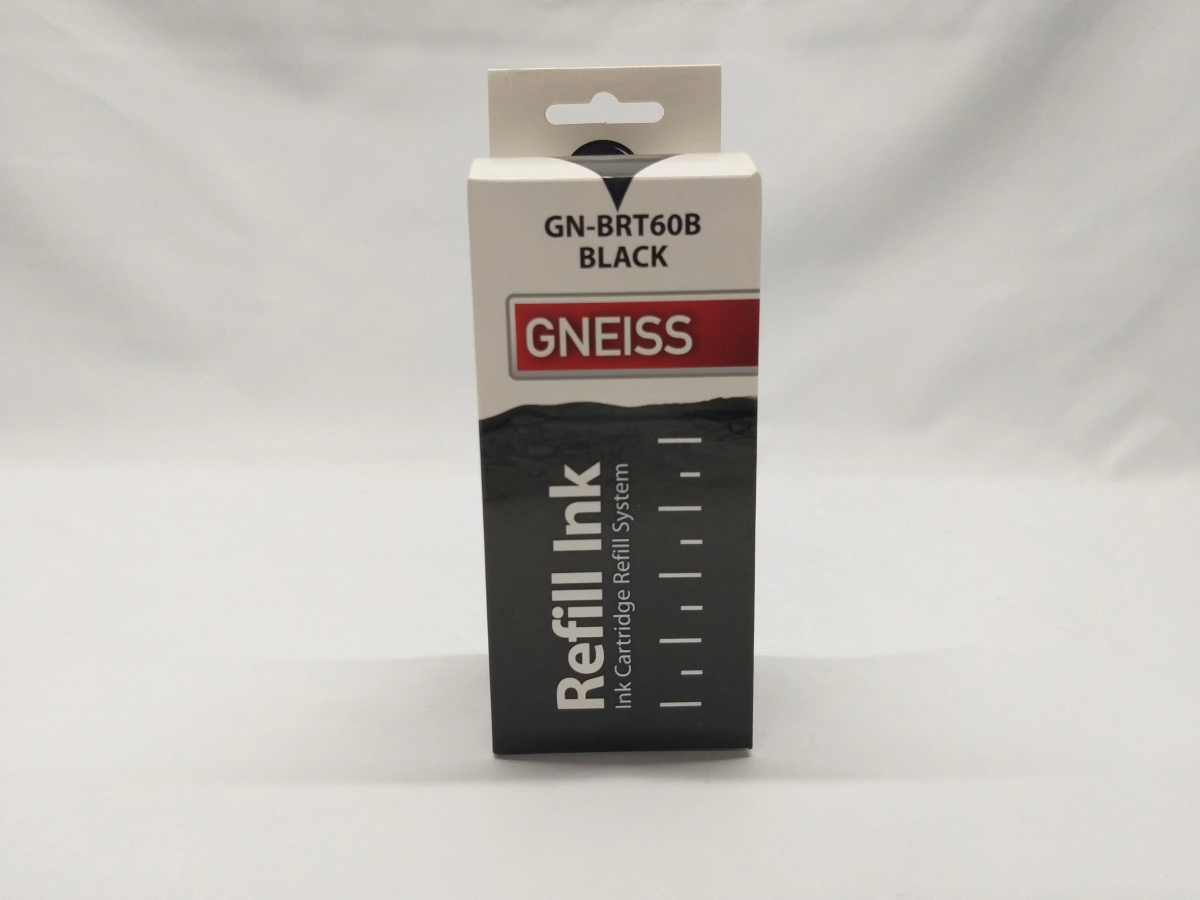 GN-BRT60B
BLACK
GNEISS
Refill Ink
Ink Cartridge Refill System